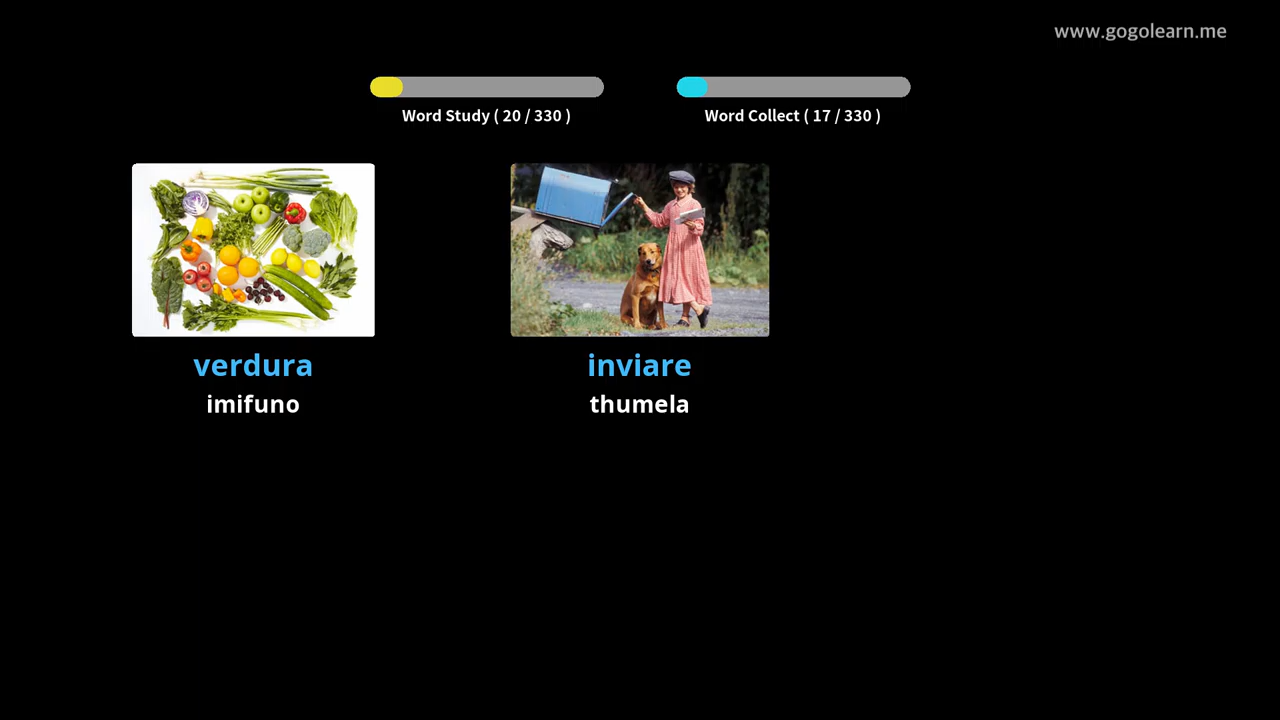 www.gogolearn.me
Word Study ( 20 / 330 )
Word Collect ( 17 / 330 )
verdura
imifuno
inviare
thumela